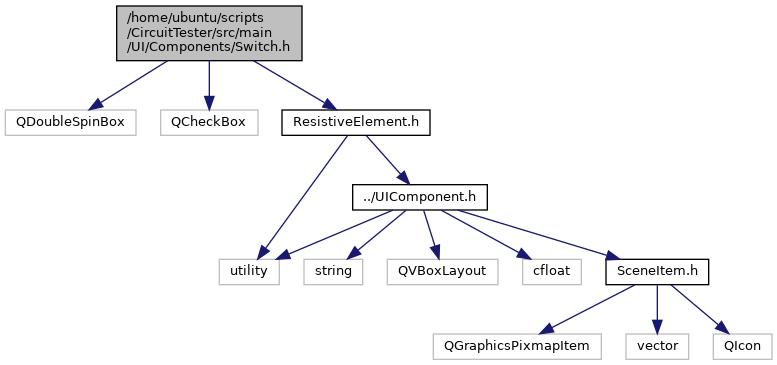 /home/ubuntu/scripts
/CircuitTester/src/main
/UI/Components/Switch.h
QDoubleSpinBox
QCheckBox
ResistiveElement.h
../UIComponent.h
utility
string
QVBoxLayout
cfloat
SceneItem.h
QGraphicsPixmapItem
vector
QIcon